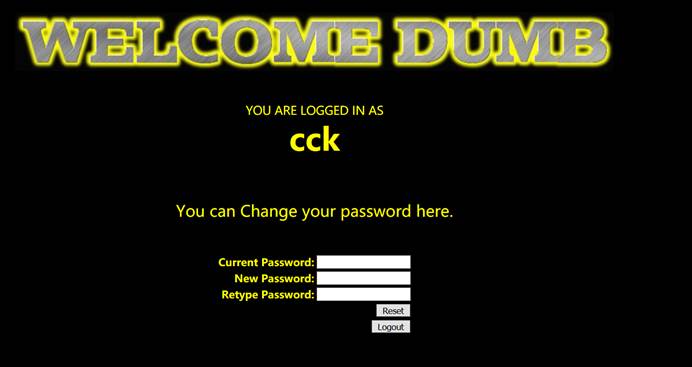 WELCOME DUMB
YOU ARE LOGGED IN AS
cck
You can Change your password here.
Current Password:
New Password:
Retype Password:
Reset
Logout